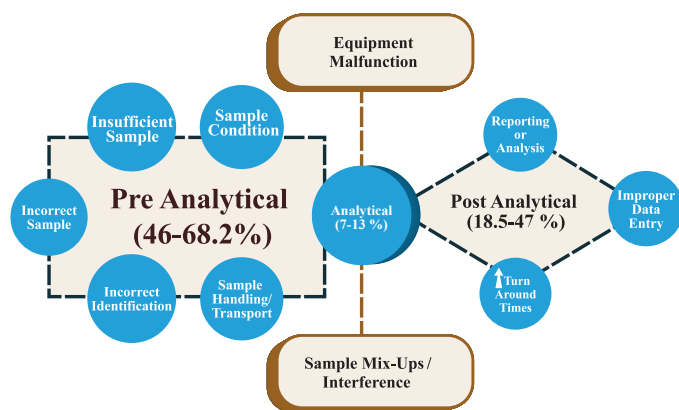 Equipment
Malfunction
Insufficient
Sample
Sample
Condition
Reporting or
Analysis
Pre Analytical
(46-68.2%)
Incorrect
Sample
Analytical
(7-13 %)
Post Analytical
(18.5-47 %)
Improper
Data
Entry
Incorrect
Identification
Sample
Handling/
Transport
Turn
Around
Times
Sample Mix-Ups /
Interference